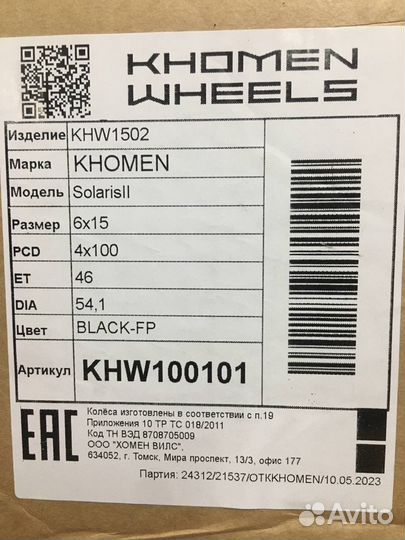 KHOMEN
WHEELS
Изделие KHW1502
Марка KHOMEN
Модель SolarisII
Размер 6x15
PCD 4x100
ET 46
DIA 54,1
Цвет BLACK-FP
Артикул KHW100101
EAC
Колёса изготовлены в соответствии с п.19
Приложения 10 ТР ТС 018/2011
Код ТН ВЭД 8708705009
ООО "ХОМЕН ВИЛС",
634052, г. Томск, Мира проспект, 13/3, офис 177
Партия: 24312/21537/ОТККHOMEN/10.05.2023
Avito